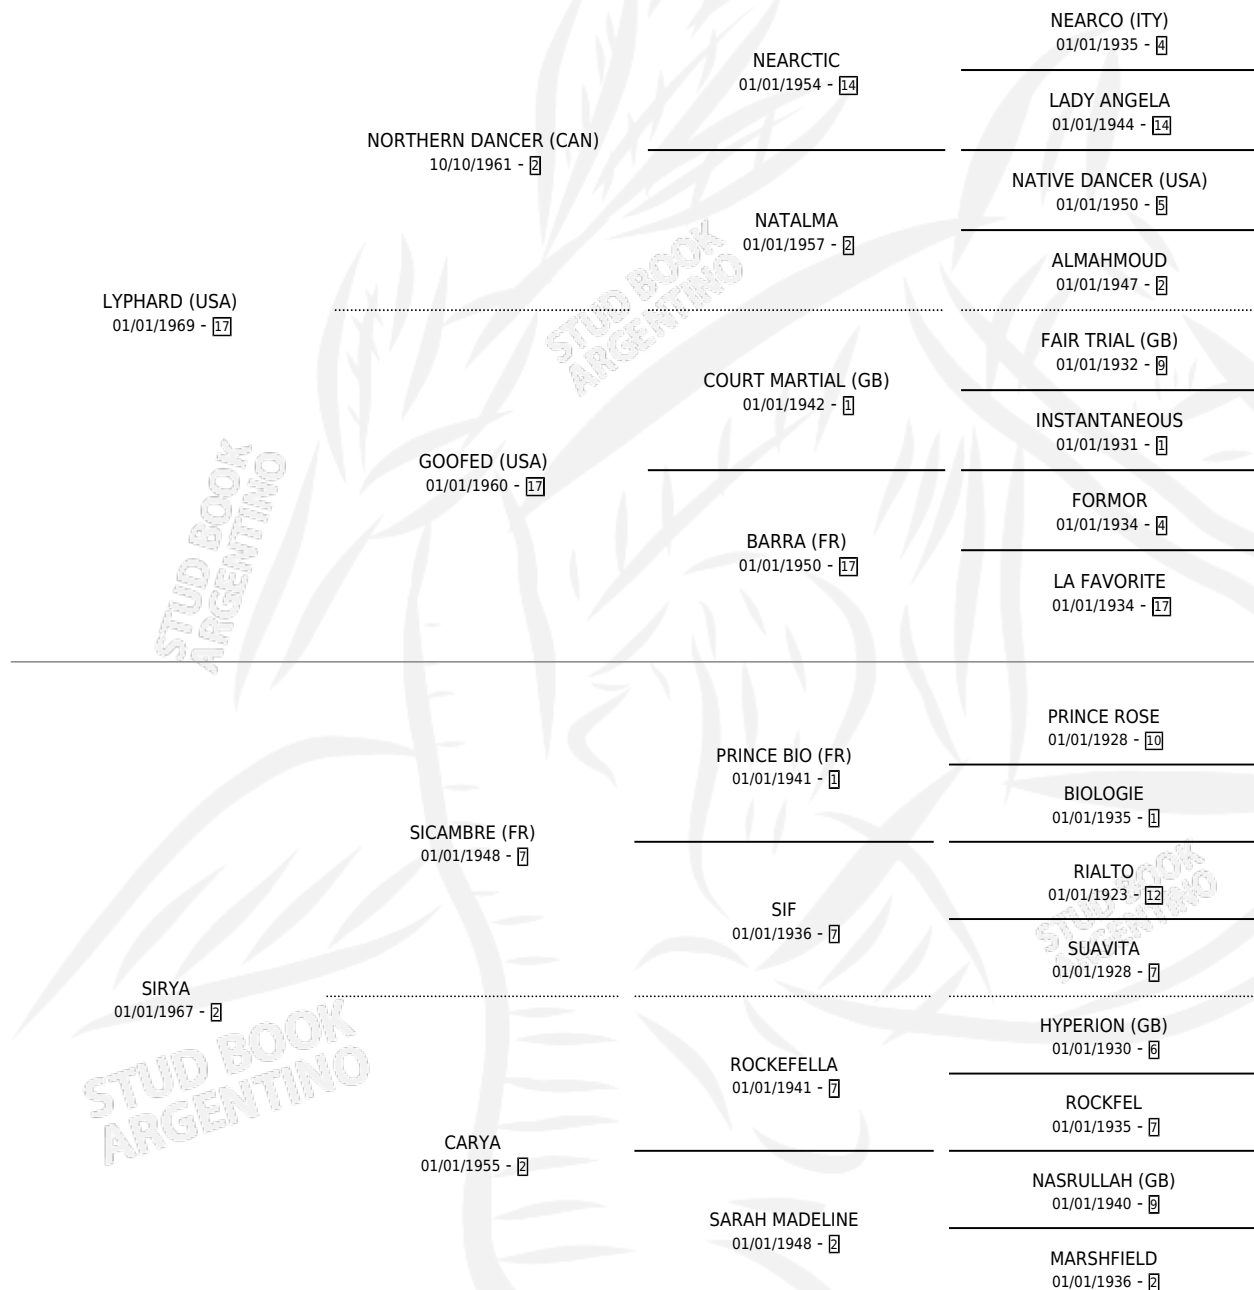 NEARCO (ITY)
01/01/1935 - 4
NEARCTIC
01/01/1954 - 14
LADY ANGELA
01/01/1944 - 14
NORTHERN DANCER (CAN)
10/10/1961 - 2
NATIVE DANCER (USA)
01/01/1950 - 5
NATALMA
01/01/1957 - 2
ALMAHMOUD
01/01/1947 - 2
LYPHARD (USA)
01/01/1969 - 17
FAIR TRIAL (GB)
01/01/1932 - 9
COURT MARTIAL (GB)
01/01/1942 - 1
INSTANTANEOUS
01/01/1931 - 1
GOOFED (USA)
01/01/1960 - 17
FORMOR
01/01/1934 - 4
BARRA (FR)
01/01/1950 - 17
LA FAVORITE
01/01/1934 - 17
PRINCE ROSE
01/01/1928 - 10
PRINCE BIO (FR)
01/01/1941 - 1
BIOLOGIE
01/01/1935 - 1
SICAMBRE (FR)
01/01/1948 - 7
RIALTO
01/01/1923 - 12
SIF
01/01/1936 - 7
SUAVITA
01/01/1928 - 7
SIRYA
01/01/1967 - 2
HYPERION (GB)
01/01/1930 - 6
ROCKEFELLA
01/01/1941 - 7
ROCKFEL
01/01/1935 - 7
CARYA
01/01/1955 - 2
NASRULLAH (GB)
01/01/1940 - 9
SARAH MADELINE
01/01/1948 - 2
MARSHFIELD
01/01/1936 - 2
STUD BOOK
ARGENTINO
STUD BOOK
ARGENTINO
STUD BOOK
ARGENTINO
STUD BOOK
ARGENTINO